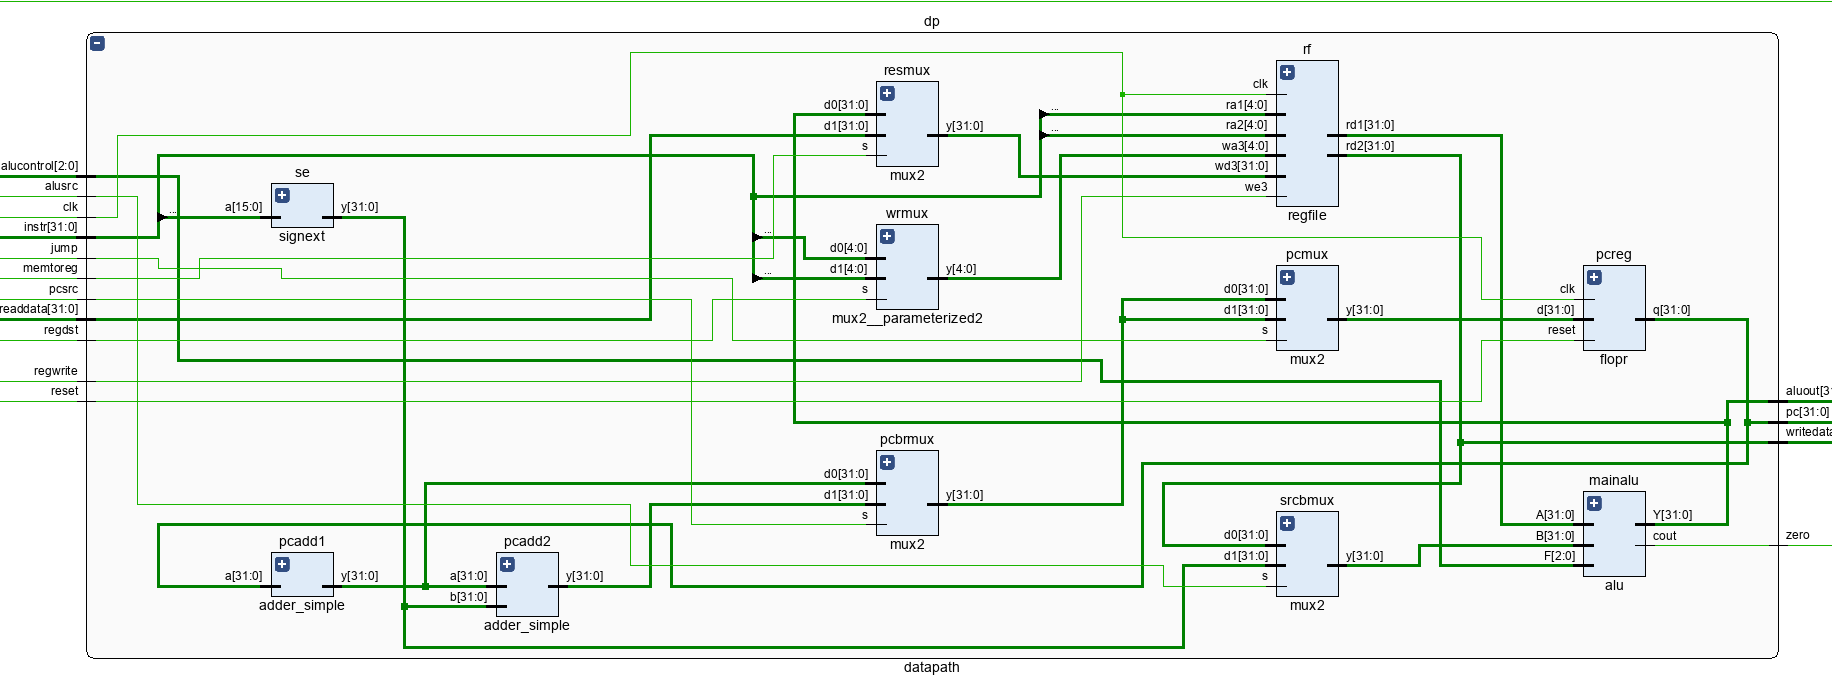 dp
alucontrol[2:0]
alusrc
clk
instr[31:0]
jump
memtoreg
pcsrc
readdata[31:0]
regdst
regwrite
reset
se
a[15:0]
y[31:0]
signext
...
resmux
d0[31:0]
d1[31:0]
s
y[31:0]
mux2
wrmux
...
...
d0[4:0]
d1[4:0]
s
y[4:0]
mux2__parameterized2
rf
...
...
clk
ra1[4:0]
ra2[4:0]
wa3[4:0]
wd3[31:0]
we3
rd1[31:0]
rd2[31:0]
regfile
pcmux
d0[31:0]
d1[31:0]
s
y[31:0]
mux2
pcreg
clk
d[31:0]
reset
q[31:0]
flopr
pcbrmux
d0[31:0]
d1[31:0]
s
y[31:0]
mux2
pcadd1
a[31:0]
y[31:0]
adder_simple
pcadd2
a[31:0]
b[31:0]
y[31:0]
adder_simple
srcbmux
d0[31:0]
d1[31:0]
s
y[31:0]
mux2
mainalu
A[31:0]
B[31:0]
F[2:0]
Y[31:0]
cout
alu
aluout[3
pc[31:0]
writedata
zero
datapath